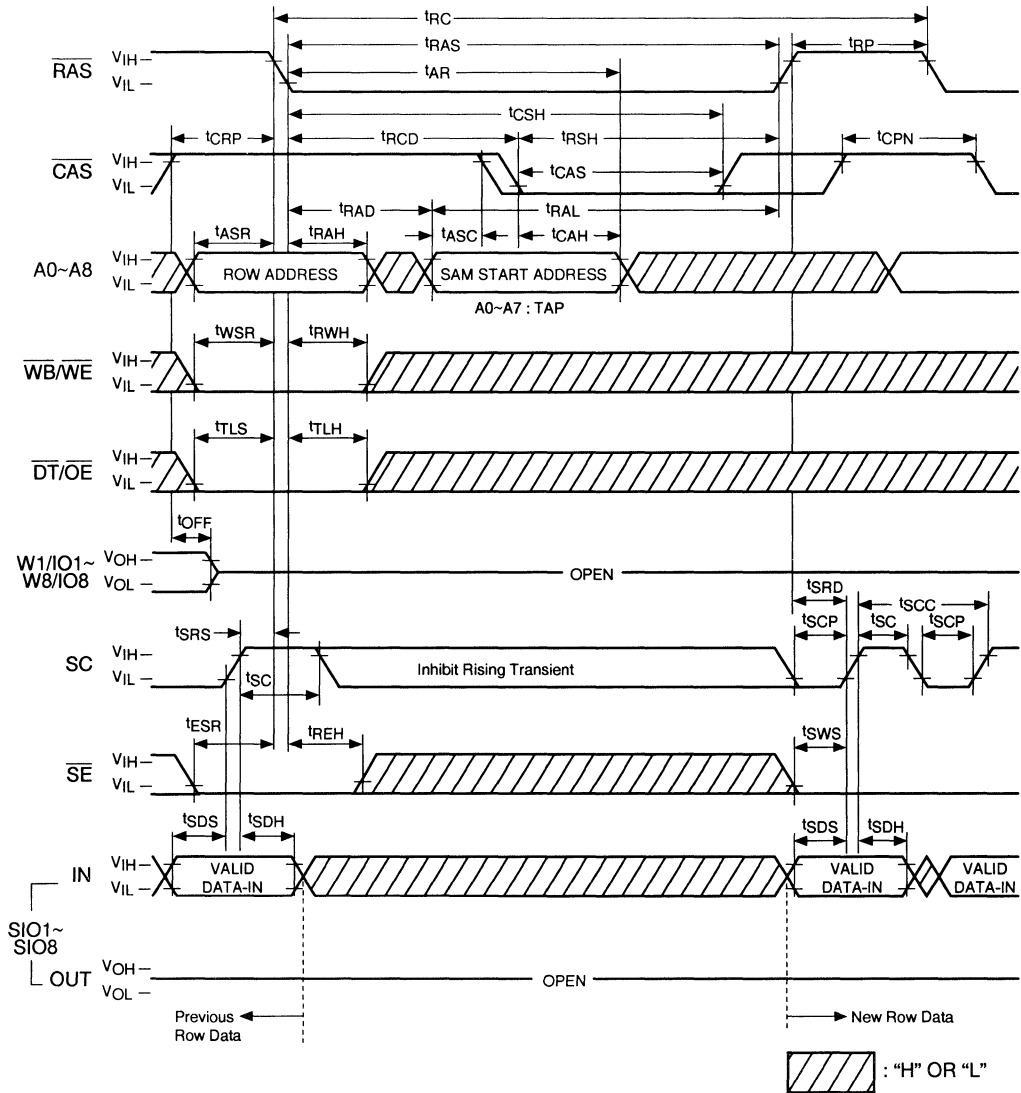 tRC
tRAS
tRP
tAR
RAS
VIH
VIL
tCSH
tCRP
tRCD
tRSH
tCPN
CAS
VIH
VIL
tCAS
tRAD
tRAL
tASR
tRAH
tASC
tCAH
A0~A8
VIH
VIL
ROW ADDRESS
SAM START ADDRESS
A0~A7 : TAP
tWSR
tRWH
WB/WE
VIH
VIL
tTLS
tTLH
DT/OE
VIH
VIL
tOFF
W1/IO1~
W8/IO8
VOH
VOL
OPEN
tSRD
tSCC
tSRS
tSCP
tSC
tSCP
SC
VIH
VIL
Inhibit Rising Transient
tSC
tESR
tREH
tSWS
SE
VIH
VIL
tSDS
tSDH
tSDS
tSDH
IN
VIH
VIL
VALID
DATA-IN
VALID
DATA-IN
VALID
DATA-IN
SIO1~
SIO8
OUT
VOH
VOL
OPEN
Previous
Row Data
New Row Data
: "H" OR "L"